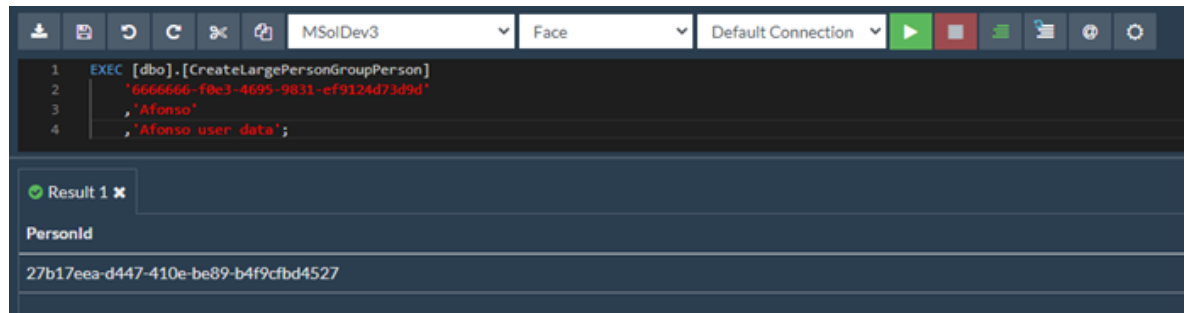 MSolDev3 Face Default Connection
1 EXEC [dbo].[CreateLargePersonGroupPerson]
2 '6666666-f0e3-4695-9831-ef9124d73d9d'
3 ,'Afonso'
4 ,'Afonso user data';
Result 1
PersonId
27b17eea-d447-410e-be89-b4f9cfbd4527